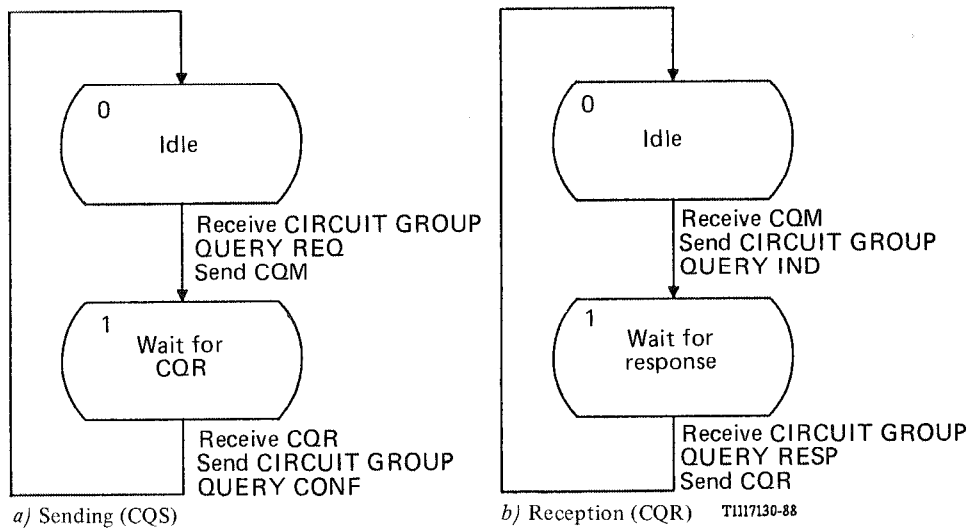 0
Idle
Receive CIRCUIT GROUP
QUERY REQ
Send CQM
1
Wait for
CQR
Receive CQR
Send CIRCUIT GROUP
QUERY CONF
a) Sending (CQS)
0
Idle
Receive CQM
Send CIRCUIT GROUP
QUERY IND
1
Wait for
response
Receive CIRCUIT GROUP
QUERY RESP
Send CQR
b) Reception (CQR)
T1117130-88